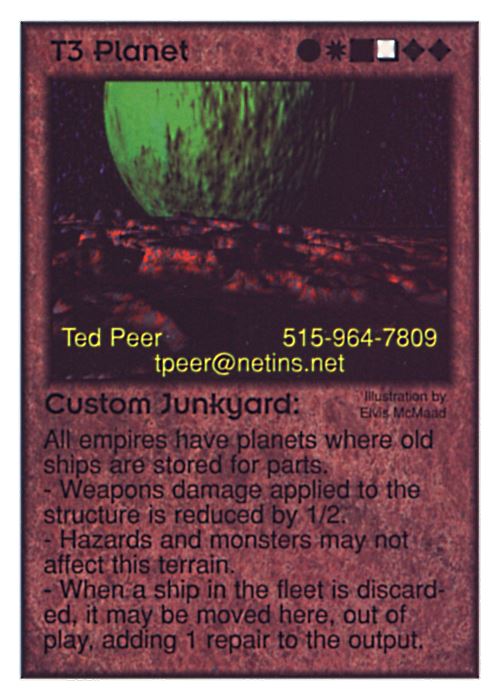 T3 Planet
Ted Peer 515-964-7809
tpeer@netins.net
Custom Junkyard:
Illustration by
Elvis McMaad
All empires have planets where old
ships are stored for parts.
- Weapons damage applied to the
structure is reduced by 1/2.
- Hazards and monsters may not
affect this terrain.
- When a ship in the fleet is discard-
ed, it may be moved here, out of
play, adding 1 repair to the output.